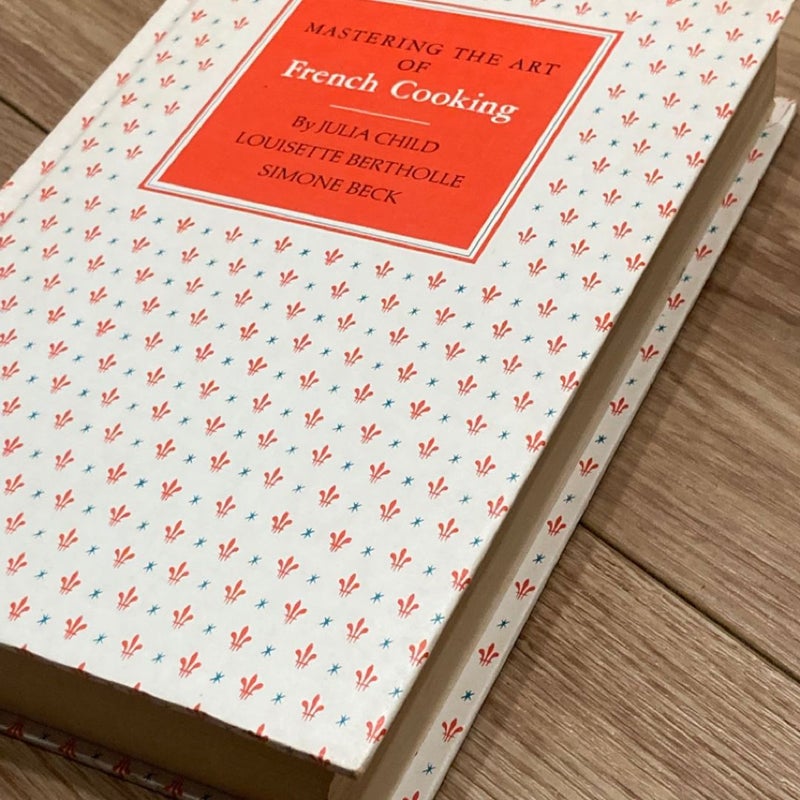 MASTERING THE ART
OF
French Cooking
By JULIA CHILD
LOUISETTE BERTHOLLE
SIMONE BECK